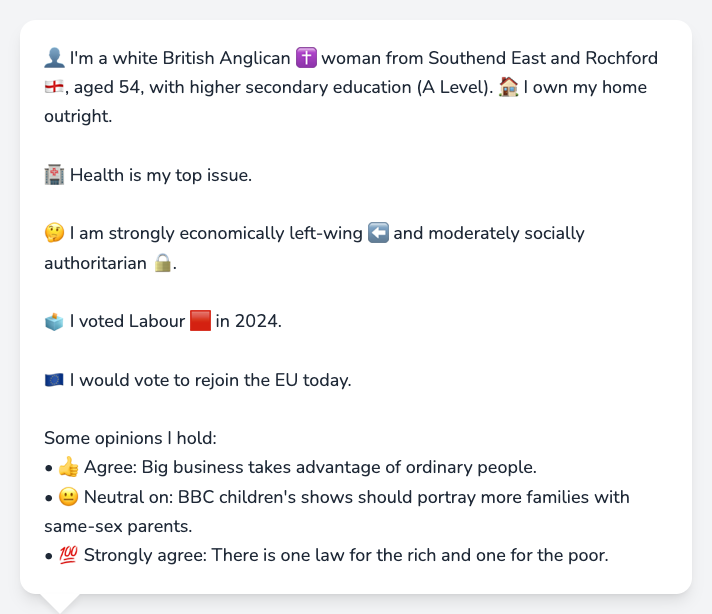 👤 I'm a white British Anglican ✝️ woman from Southend East and Rochford
🏴󠁧󠁢󠁥󠁮󠁧󠁿, aged 54, with higher secondary education (A Level). 🏠 I own my home
outright.
🏥 Health is my top issue.
🤔 I am strongly economically left-wing ⬅️ and moderately socially
authoritarian 🔒.
🗳️ I voted Labour 🟥 in 2024.
🇪🇺 I would vote to rejoin the EU today.
Some opinions I hold:
• 👍 Agree: Big business takes advantage of ordinary people.
• 😐 Neutral on: BBC children's shows should portray more families with
same-sex parents.
• 💯 Strongly agree: There is one law for the rich and one for the poor.